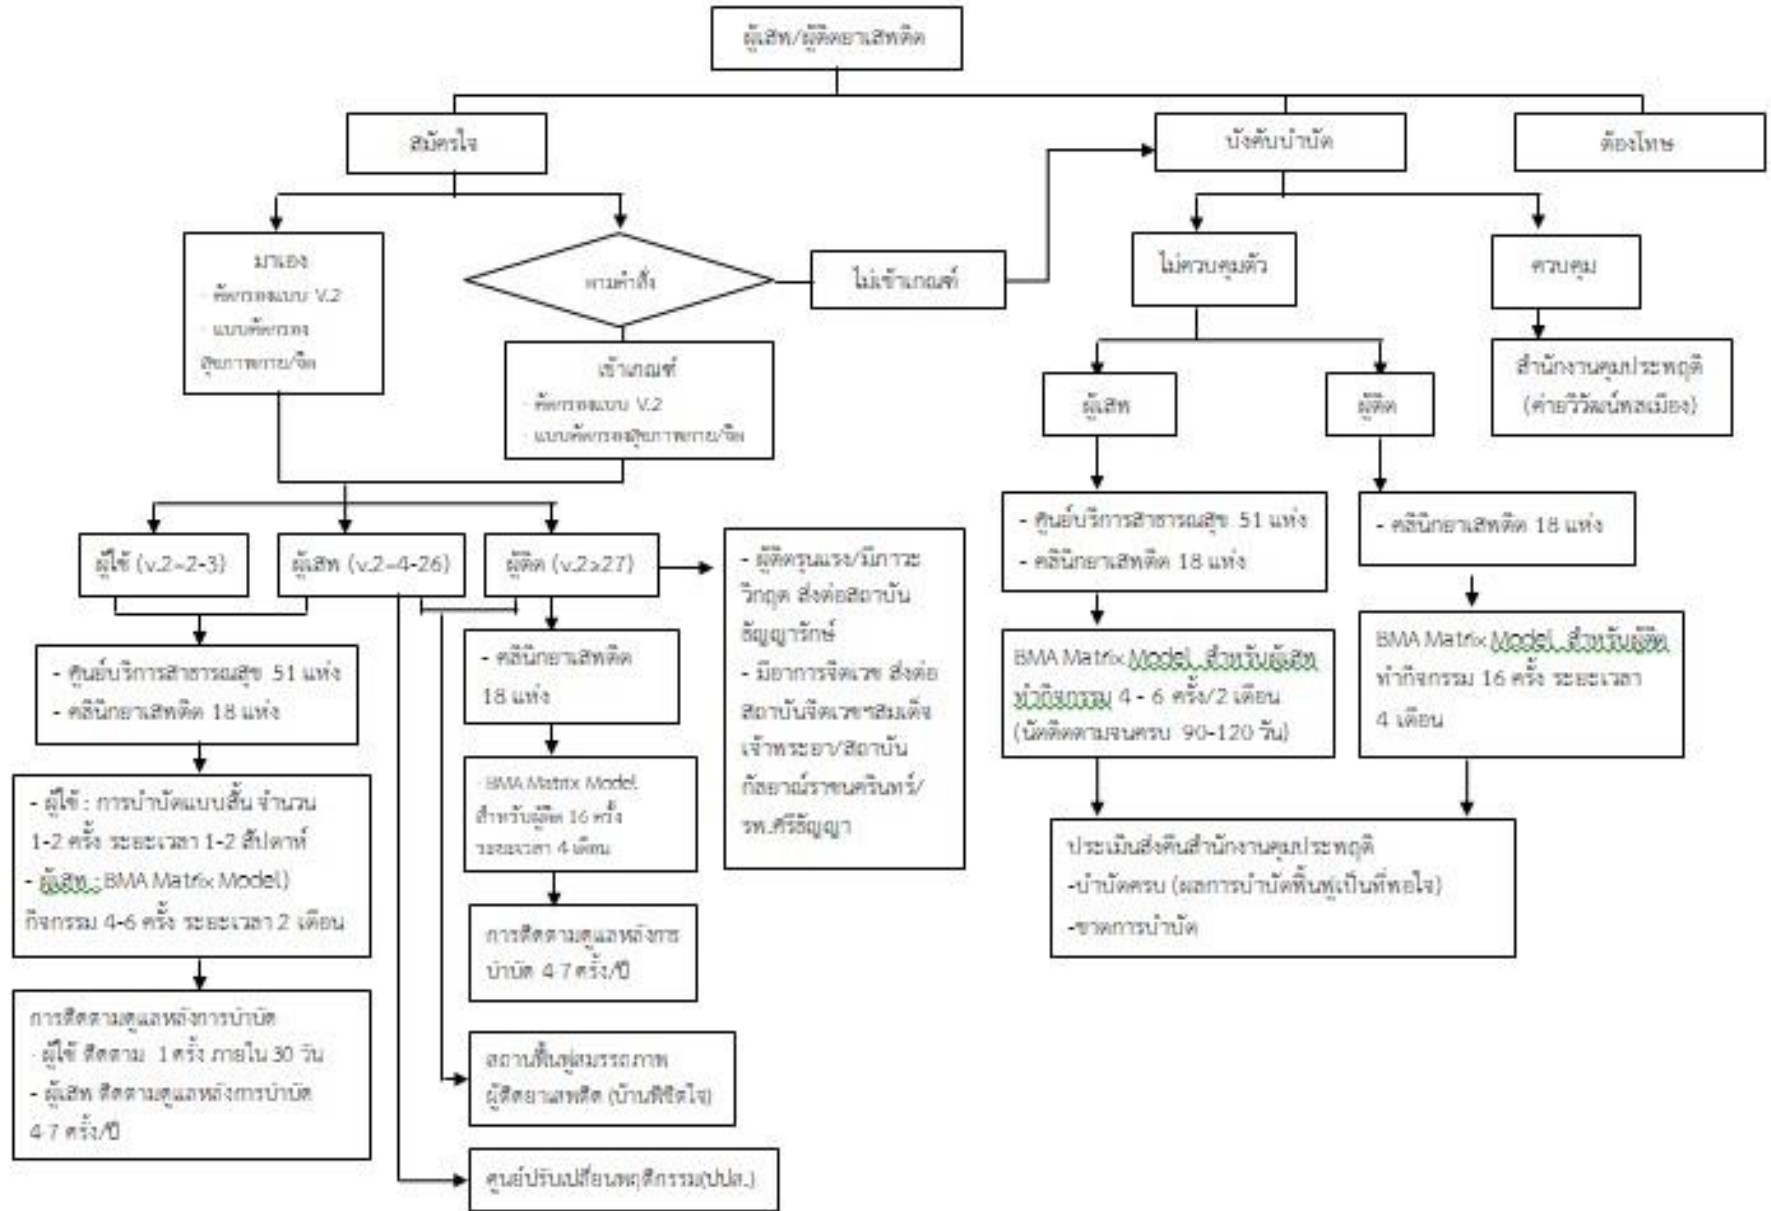 ผู้เสพ/ผู้ติดยาเสพติด
สมัครใจ
บังคับบำบัด
ต้องโทษ
มาเอง
- คัดกรองแบบ V.2
- แบบคัดกรอง
สุขภาพกาย/จิต
ตามคำสั่ง
ไม่เข้าเกณฑ์
ไม่ควบคุมตัว
ควบคุม
เข้าเกณฑ์
- คัดกรองแบบ V.2
- แบบคัดกรองสุขภาพกาย/จิต
ผู้เสพ
ผู้ติด
สำนักงานคุมประพฤติ
(ค่ายวิวัฒน์พลเมือง)
ผู้ใช้ (v.2=2-3)
ผู้เสพ (v.2=4-26)
ผู้ติด (v.2≥27)
- ผู้ติดรุนแรง/มีภาวะ
วิกฤต ส่งต่อสถาบัน
ธัญญารักษ์
- มีอาการจิตเวช ส่งต่อ
สถาบันจิตเวชฯสมเด็จ
เจ้าพระยา/สถาบัน
กัลยาณ์ราชนครินทร์/
รพ.ศรีธัญญา
- ศูนย์บริการสาธารณสุข 51 แห่ง
- คลินิกยาเสพติด 18 แห่ง
- คลินิกยาเสพติด 18 แห่ง
- ศูนย์บริการสาธารณสุข 51 แห่ง
- คลินิกยาเสพติด 18 แห่ง
- คลินิกยาเสพติด
18 แห่ง
BMA Matrix Model สำหรับผู้เสพ
ทำกิจกรรม 4 - 6 ครั้ง/2 เดือน
(นัดติดตามจนครบ 90-120 วัน)
BMA Matrix Model สำหรับผู้ติด
ทำกิจกรรม 16 ครั้ง ระยะเวลา
4 เดือน
- ผู้ใช้ : การบำบัดแบบสั้น จำนวน
1-2 ครั้ง ระยะเวลา 1-2 สัปดาห์
- ผู้เสพ : BMA Matrix Model)
กิจกรรม 4-6 ครั้ง ระยะเวลา 2 เดือน
- BMA Matrix Model
สำหรับผู้ติด 16 ครั้ง
ระยะเวลา 4 เดือน
ประเมินส่งคืนสำนักงานคุมประพฤติ
-บำบัดครบ (ผลการบำบัดฟื้นฟูเป็นที่พอใจ)
-ขาดการบำบัด
การติดตามดูแลหลังการ
บำบัด 4-7 ครั้ง/ปี
การติดตามดูแลหลังการบำบัด
- ผู้ใช้ ติดตาม 1 ครั้ง ภายใน 30 วัน
- ผู้เสพ ติดตามดูแลหลังการบำบัด
4-7 ครั้ง/ปี
สถานฟื้นฟูสมรรถภาพ
ผู้ติดยาเสพติด (บ้านพิชิตใจ)
ศูนย์ปรับเปลี่ยนพฤติกรรม(ปปส.)